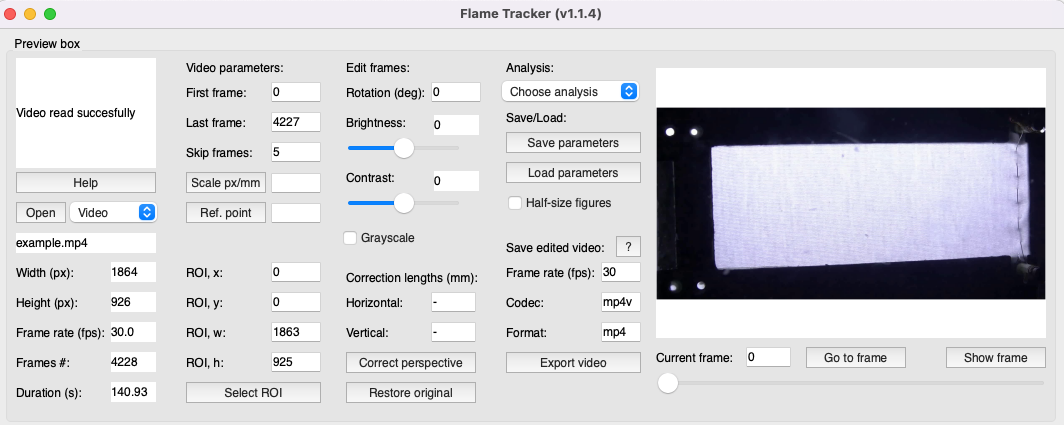 Flame Tracker (v1.1.4)
Preview box
Video read succesfully
Help
Open
Video
example.mp4
Width (px): 1864
Height (px): 926
Frame rate (fps): 30.0
Frames #: 4228
Duration (s): 140.93
Video parameters:
First frame: 0
Last frame: 4227
Skip frames: 5
Scale px/mm
Ref. point
ROI, x: 0
ROI, y: 0
ROI, w: 1863
ROI, h: 925
Select ROI
Edit frames:
Rotation (deg): 0
Brightness: 0
Contrast: 0
Grayscale
Correction lengths (mm):
Horizontal: -
Vertical: -
Correct perspective
Restore original
Analysis:
Choose analysis
Save/Load:
Save parameters
Load parameters
Half-size figures
Save edited video: ?
Frame rate (fps): 30
Codec: mp4v
Format: mp4
Export video
Current frame: 0
Go to frame
Show frame